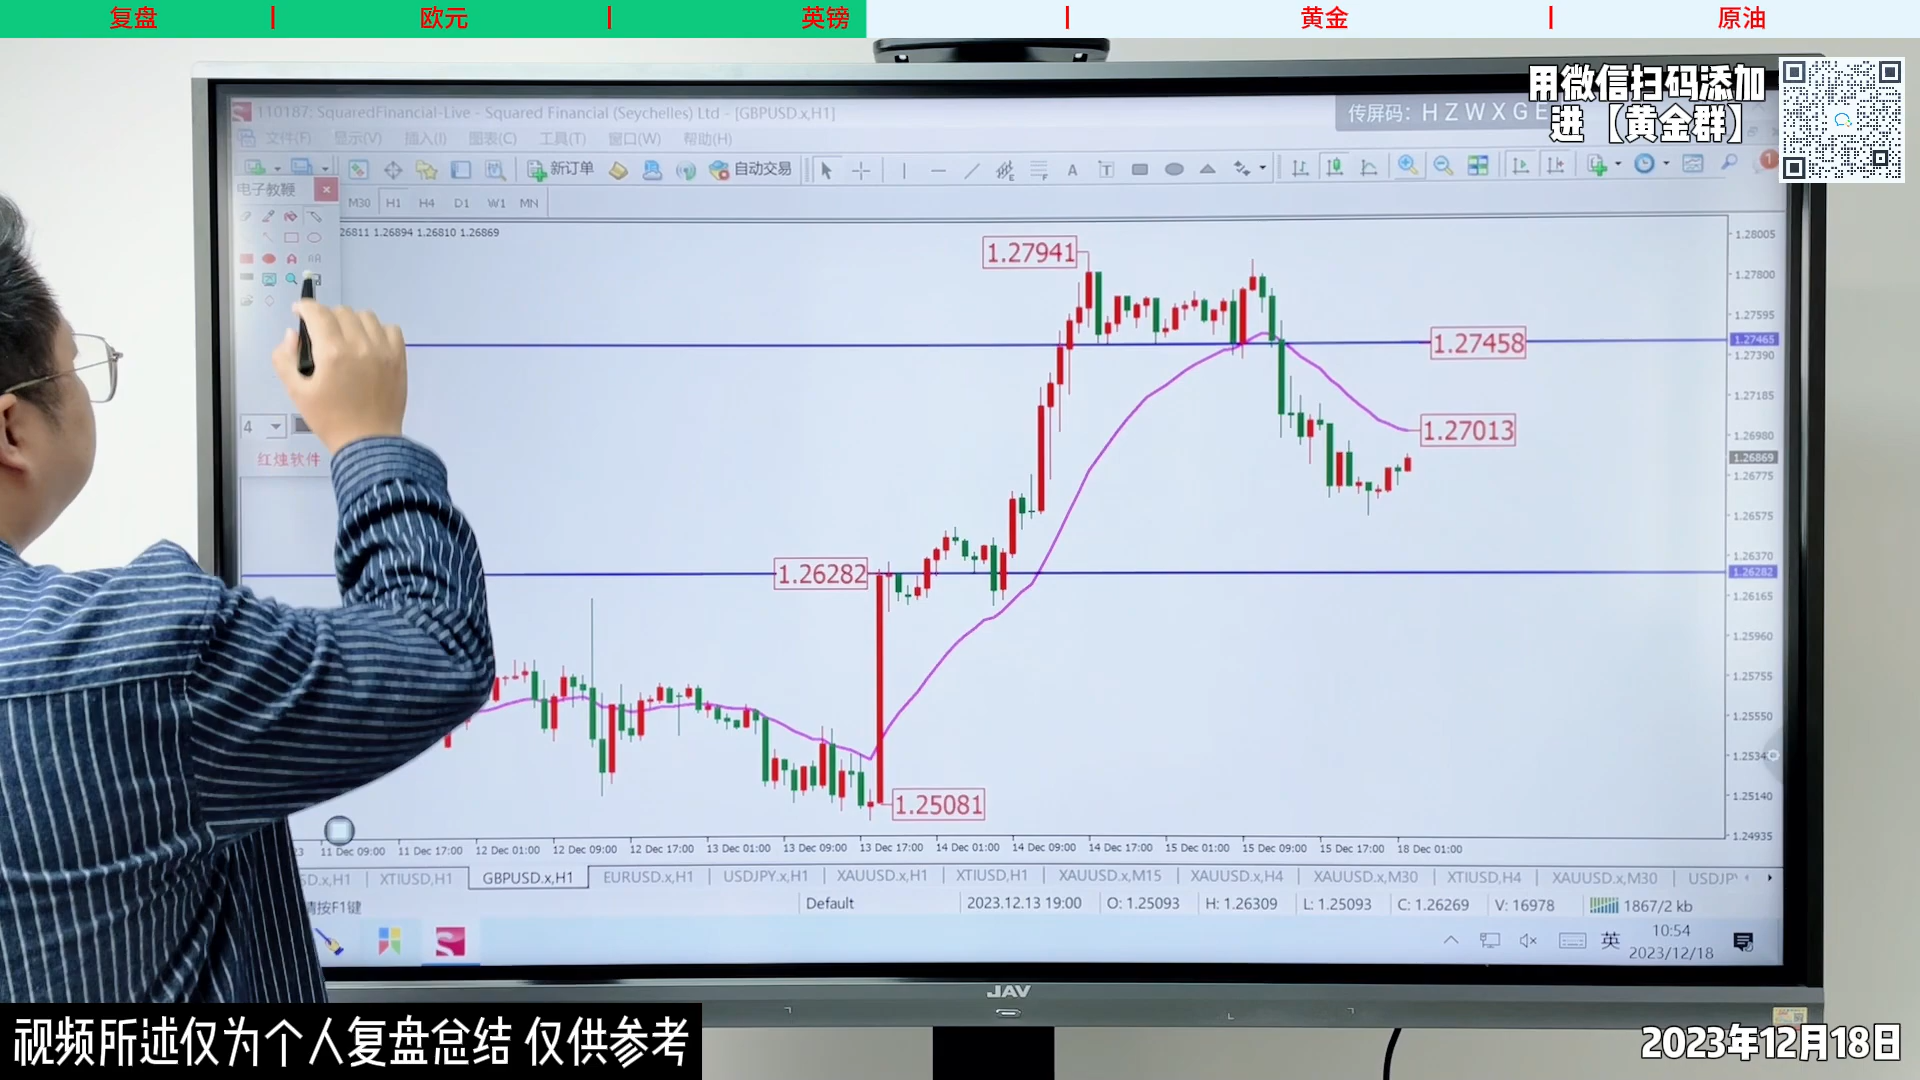 复盘 欧元 英镑 黄金 原油
用微信扫码添加
进【黄金群】
110187: SquaredFinancial-Live - Squared Financial (Seychelles) Ltd - [GBPUSD.x,H1]
传屏码: HZWXGE
文件(F) 显示(V) 插入(I) 图表(C) 工具(T) 窗口(W) 帮助(H)
新订单 自动交易
电子教鞭
M30 H1 H4 D1 W1 MN
26811 1.26894 1.26810 1.26869
4
红烛软件
1.27941
1.27458
1.27013
1.26282
1.25081
1.28005
1.27800
1.27595
1.27465
1.27390
1.27185
1.26980
1.26869
1.26775
1.26575
1.26370
1.26282
1.26165
1.25960
1.25755
1.25550
1.2534
1.25140
1.24935
23 11 Dec 09:00 11 Dec 17:00 12 Dec 01:00 12 Dec 09:00 12 Dec 17:00 13 Dec 01:00 13 Dec 09:00 13 Dec 17:00 14 Dec 01:00 14 Dec 09:00 14 Dec 17:00 15 Dec 01:00 15 Dec 09:00 15 Dec 17:00 18 Dec 01:00
SD.x,H1 XTIUSD,H1 GBPUSD.x,H1 EURUSD.x,H1 USDJPY.x,H1 XAUUSD.x,H1 XTIUSD,H1 XAUUSD.x,M15 XAUUSD.x,H4 XAUUSD.x,M30 XTIUSD,H4 XAUUSD.x,M30 USDJP
请按F1键 Default 2023.12.13 19:00 O: 1.25093 H: 1.26309 L: 1.25093 C: 1.26269 V: 16978 1867/2 kb
英 10:54
2023/12/18
JAV
视频所述仅为个人复盘总结 仅供参考
2023年12月18日